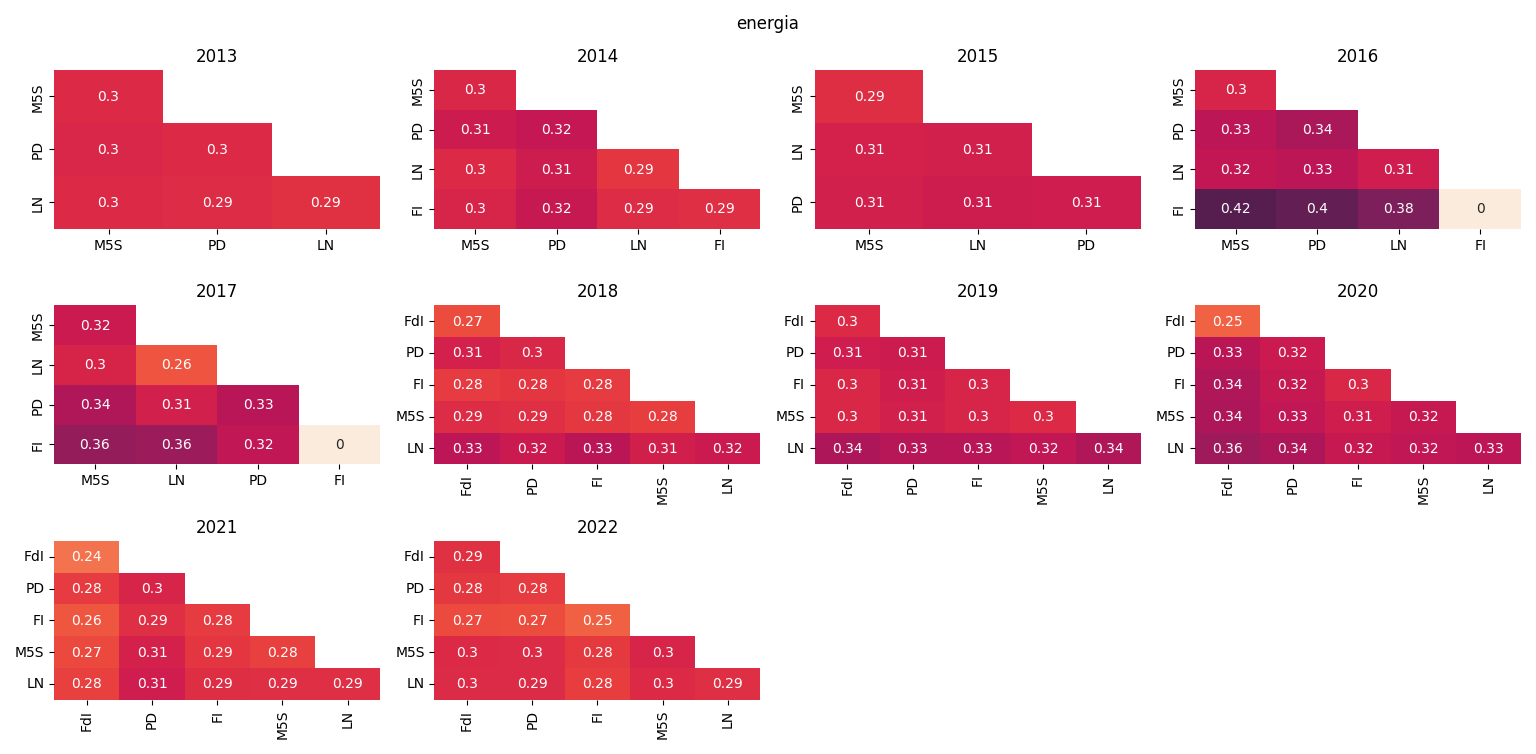 energia
2013 2014 2015 2016
M5S 0.3
PD 0.3 0.3
LN 0.3 0.29 0.29
M5S PD LN
M5S 0.3
PD 0.31 0.32
LN 0.3 0.31 0.29
FI 0.3 0.32 0.29 0.29
M5S PD LN FI
M5S 0.29
LN 0.31 0.31
PD 0.31 0.31 0.31
M5S LN PD
M5S 0.3
PD 0.33 0.34
LN 0.32 0.33 0.31
FI 0.42 0.4 0.38 0
M5S PD LN FI
2017 2018 2019 2020
M5S 0.32
LN 0.3 0.26
PD 0.34 0.31 0.33
FI 0.36 0.36 0.32 0
M5S LN PD FI
FdI 0.27
PD 0.31 0.3
FI 0.28 0.28 0.28
M5S 0.29 0.29 0.28 0.28
LN 0.33 0.32 0.33 0.31 0.32
FdI PD FI M5S LN
FdI 0.3
PD 0.31 0.31
FI 0.3 0.31 0.3
M5S 0.3 0.31 0.3 0.3
LN 0.34 0.33 0.33 0.32 0.34
FdI PD FI M5S LN
FdI 0.25
PD 0.33 0.32
FI 0.34 0.32 0.3
M5S 0.34 0.33 0.31 0.32
LN 0.36 0.34 0.32 0.32 0.33
FdI PD FI M5S LN
2021 2022
FdI 0.24
PD 0.28 0.3
FI 0.26 0.29 0.28
M5S 0.27 0.31 0.29 0.28
LN 0.28 0.31 0.29 0.29 0.29
FdI PD FI M5S LN
FdI 0.29
PD 0.28 0.28
FI 0.27 0.27 0.25
M5S 0.3 0.3 0.28 0.3
LN 0.3 0.29 0.28 0.3 0.29
FdI PD FI M5S LN